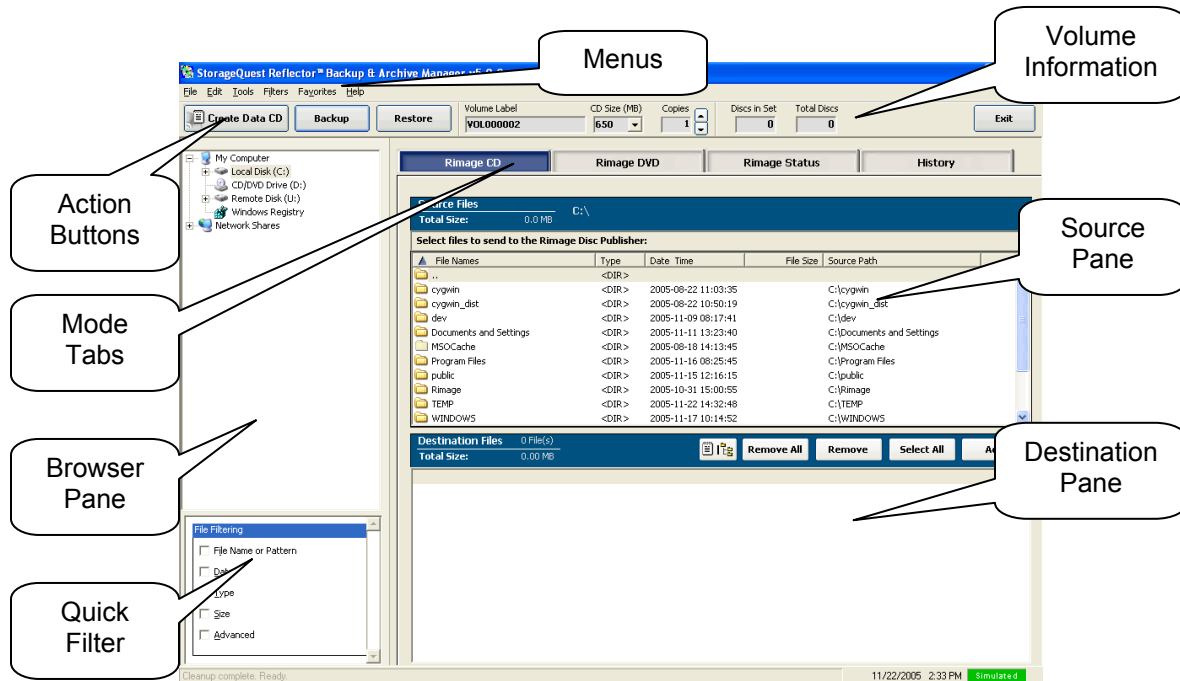 Menus
Volume
Information
StorageQuest Reflector™ Backup & Archive Manager
File Edit Tools Filters Favorites Help
Create Data CD Backup Restore
Volume Label CD Size (MB) Copies Discs in Set Total Discs
VOL000002 650 1 0 0
Exit
My Computer
Local Disk (C:)
CD/DVD Drive (D:)
Remote Disk (U:)
Windows Registry
Network Shares
Action
Buttons
Mode
Tabs
Browser
Pane
Quick
Filter
Rimage CD Rimage DVD Rimage Status History
Source Files C:\
Total Size: 0.0 MB
Source
Pane
Select files to send to the Rimage Disc Publisher:
File Names Type Date Time File Size Source Path
.. <DIR>
cygwin <DIR> 2005-08-22 11:03:35 C:\cygwin
cygwin_dist <DIR> 2005-08-22 10:50:19 C:\cygwin_dist
dev <DIR> 2005-11-09 08:17:41 C:\dev
Documents and Settings <DIR> 2005-11-11 13:23:40 C:\Documents and Settings
MSOCache <DIR> 2005-08-18 14:13:45 C:\MSOCache
Program Files <DIR> 2005-11-16 08:25:45 C:\Program Files
public <DIR> 2005-11-15 12:16:15 C:\public
Rimage <DIR> 2005-10-31 15:00:55 C:\Rimage
TEMP <DIR> 2005-11-22 14:32:48 C:\TEMP
WINDOWS <DIR> 2005-11-17 10:14:52 C:\WINDOWS
Destination Files 0 File(s)
Total Size: 0.00 MB
Remove All Remove Select All
Destination
Pane
File Filtering
File Name or Pattern
Type
Size
Advanced
Cleanup complete. Ready.
11/22/2005 2:33 PM Simulated